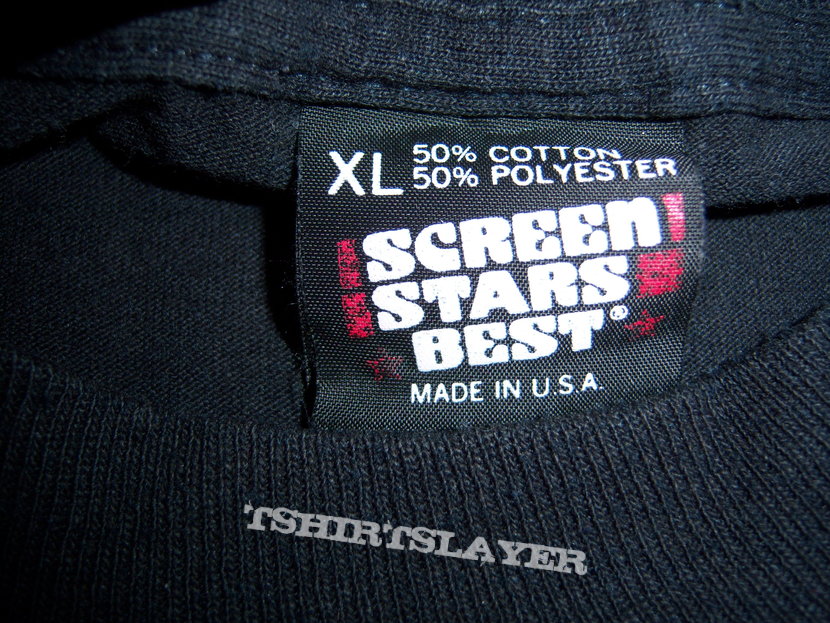 XL 50% COTTON
50% POLYESTER
SCREEN
STARS
BEST®
MADE IN U.S.A.
TSHIRTSLAYER